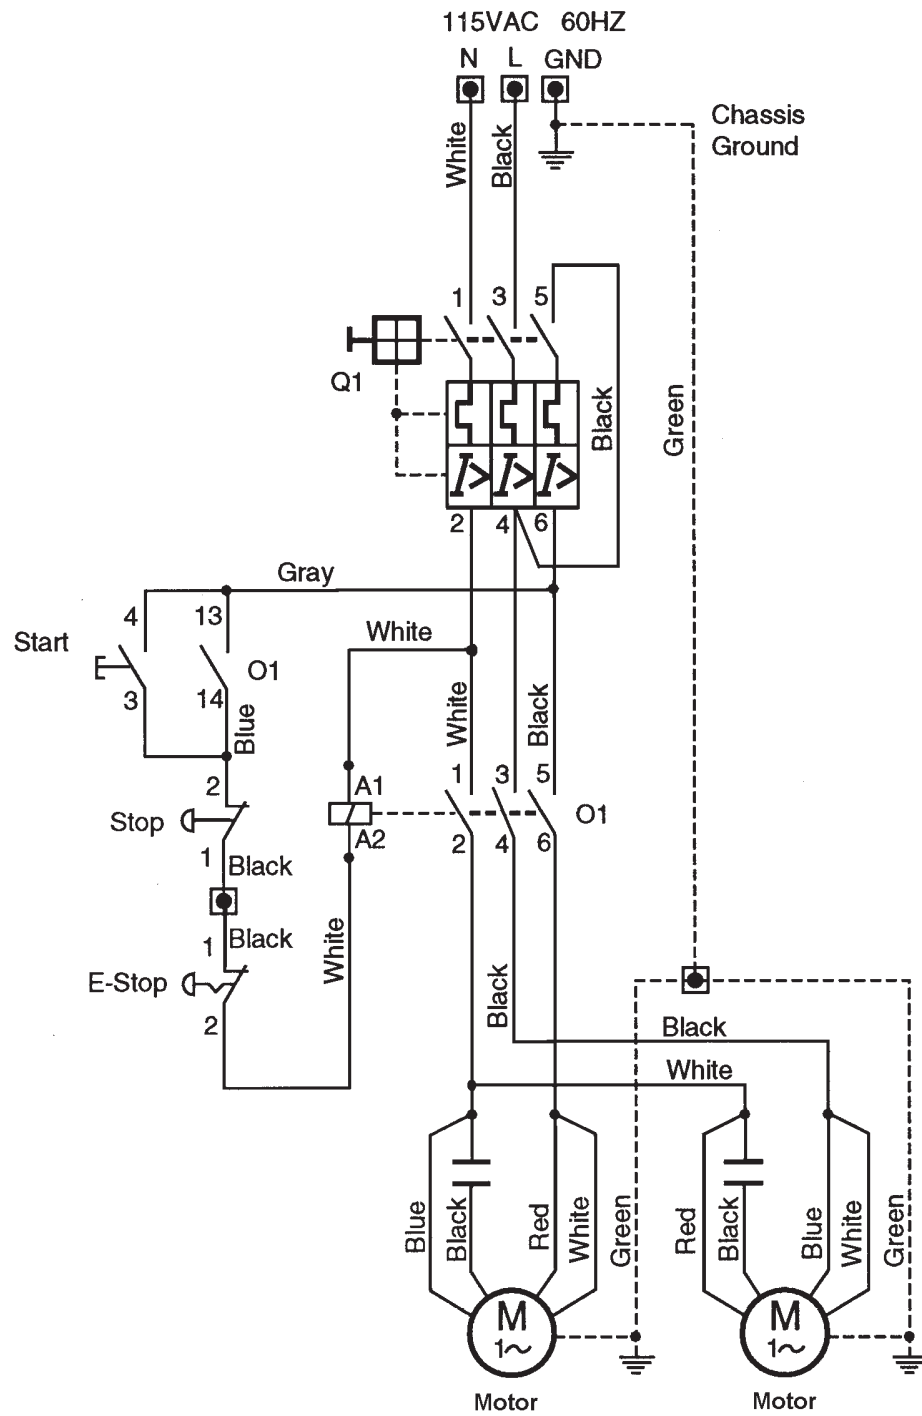 115VAC 60HZ
N L GND
Chassis
Ground
White
Black
1 3 5
Q1
Black
Green
2 4 6
Gray
4 13
Start
O1
3 14
Blue
White
White
Black
2
Stop
1
Black
A1
A2
1 3 5
O1
2 4 6
1
Black
White
E-Stop
2
Black
Black
White
Blue
Black
Red
White
Green
Red
Black
Blue
White
Green
M
1~
M
1~
Motor
Motor